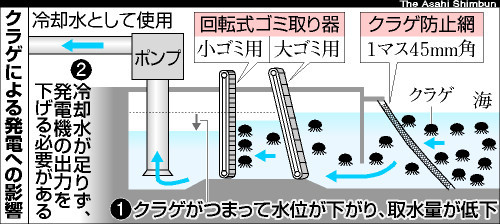 The Asahi Shimbun
クラゲによる発電への影響
冷却水として使用
ポンプ
回転式ゴミ取り器
小ゴミ用
大ゴミ用
クラゲ防止網
1マス45mm角
クラゲ
海
❷冷却水が足りず、
発電機の出力を
下げる必要がある
❶クラゲがつまって水位が下がり、取水量が低下